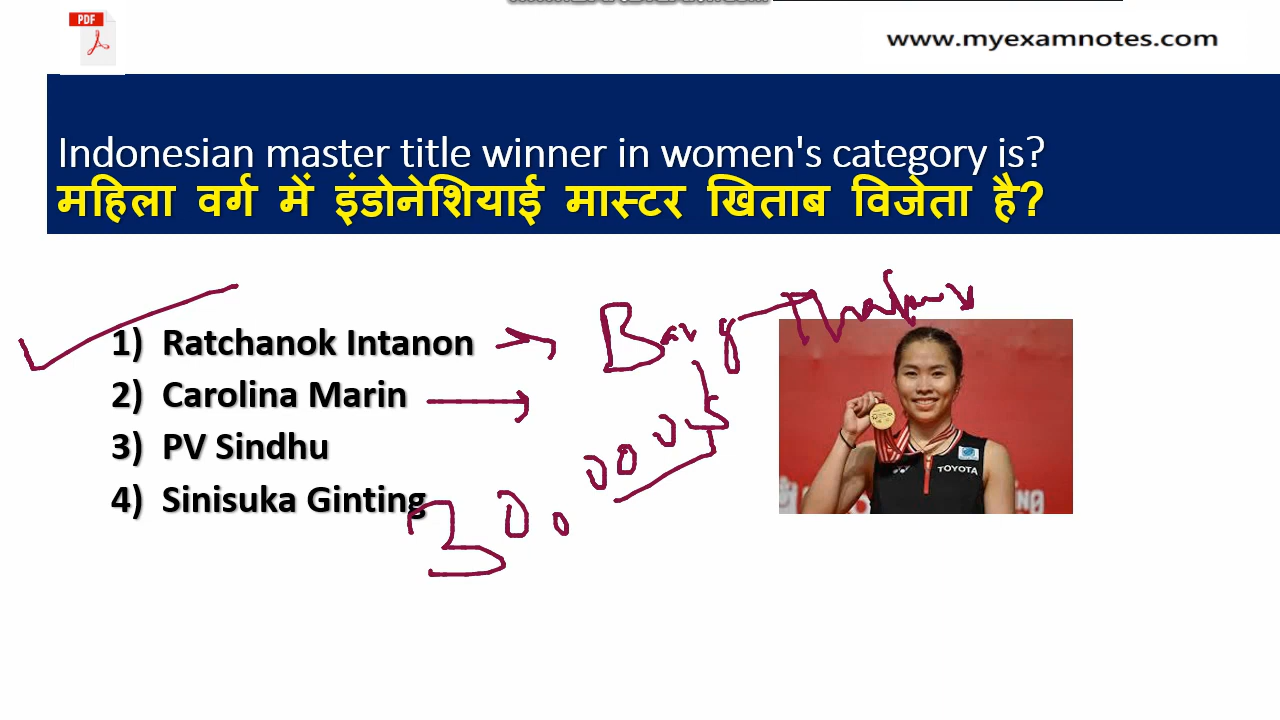 PDF
www.myexamnotes.com
Indonesian master title winner in women's category is?
महिला वर्ग में इंडोनेशियाई मास्टर खिताब विजेता है?
1) Ratchanok Intanon
2) Carolina Marin
3) PV Sindhu
4) Sinisuka Ginting
TOYOTA